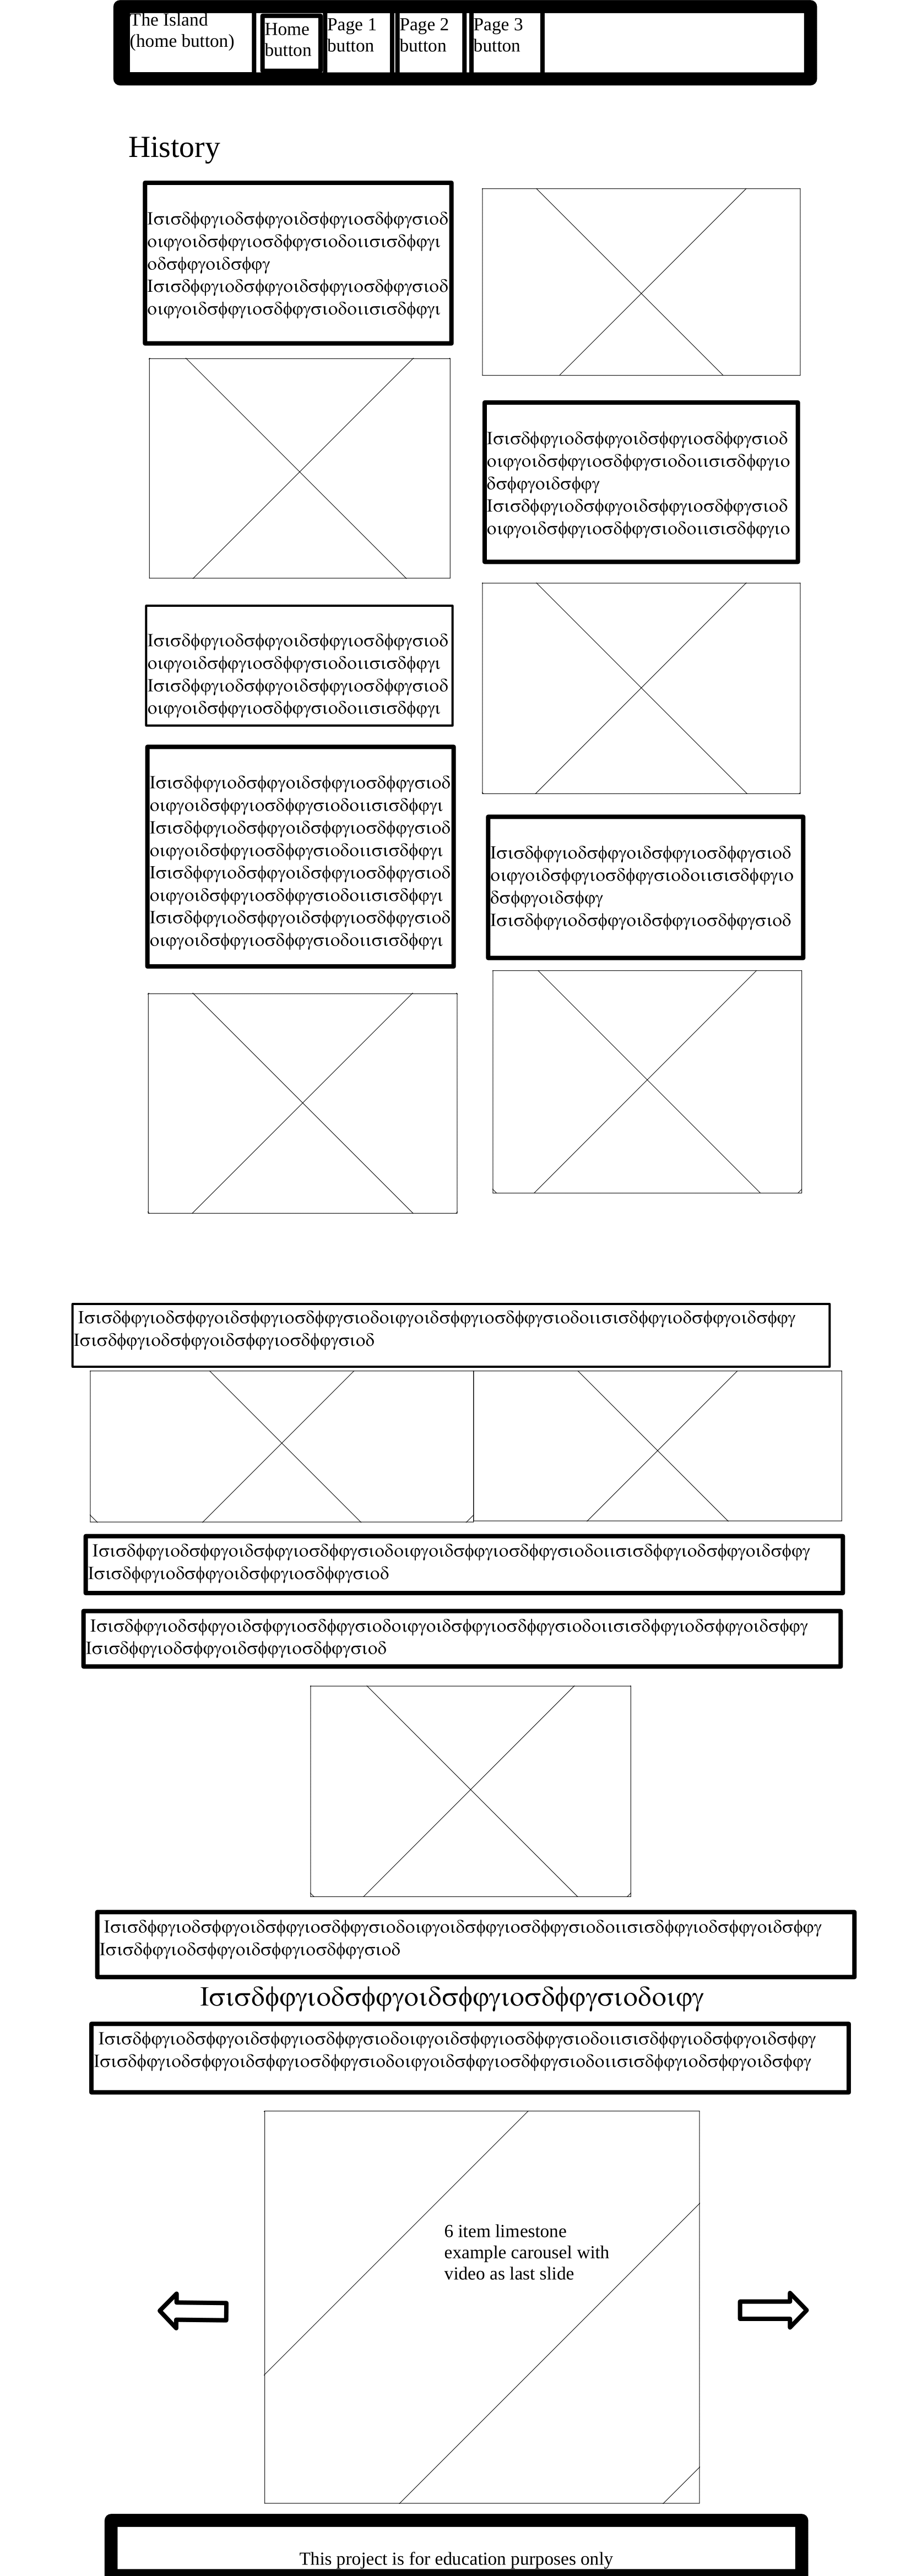 The Island
(home button)
Home
button
Page 1
button
Page 2
button
Page 3
button
History
Ισισδϕφγιοδσϕφγοιδσϕφγιοσδϕφγσιοδ
οιφγοιδσϕφγιοσδϕφγσιοδοιισισδϕφγι
οδσϕφγοιδσϕφγ
Ισισδϕφγιοδσϕφγοιδσϕφγιοσδϕφγσιοδ
οιφγοιδσϕφγιοσδϕφγσιοδοιισισδϕφγι
Ισισδϕφγιοδσϕφγοιδσϕφγιοσδϕφγσιοδ
οιφγοιδσϕφγιοσδϕφγσιοδοιισισδϕφγιο
δσϕφγοιδσϕφγ
Ισισδϕφγιοδσϕφγοιδσϕφγιοσδϕφγσιοδ
οιφγοιδσϕφγιοσδϕφγσιοδοιισισδϕφγιο
Ισισδϕφγιοδσϕφγοιδσϕφγιοσδϕφγσιοδ
οιφγοιδσϕφγιοσδϕφγσιοδοιισισδϕφγι
Ισισδϕφγιοδσϕφγοιδσϕφγιοσδϕφγσιοδ
οιφγοιδσϕφγιοσδϕφγσιοδοιισισδϕφγι
Ισισδϕφγιοδσϕφγοιδσϕφγιοσδϕφγσιοδ
οιφγοιδσϕφγιοσδϕφγσιοδοιισισδϕφγι
Ισισδϕφγιοδσϕφγοιδσϕφγιοσδϕφγσιοδ
οιφγοιδσϕφγιοσδϕφγσιοδοιισισδϕφγι
Ισισδϕφγιοδσϕφγοιδσϕφγιοσδϕφγσιοδ
οιφγοιδσϕφγιοσδϕφγσιοδοιισισδϕφγι
Ισισδϕφγιοδσϕφγοιδσϕφγιοσδϕφγσιοδ
οιφγοιδσϕφγιοσδϕφγσιοδοιισισδϕφγι
Ισισδϕφγιοδσϕφγοιδσϕφγιοσδϕφγσιοδ
οιφγοιδσϕφγιοσδϕφγσιοδοιισισδϕφγιο
δσϕφγοιδσϕφγ
Ισισδϕφγιοδσϕφγοιδσϕφγιοσδϕφγσιοδ
Ισισδϕφγιοδσϕφγοιδσϕφγιοσδϕφγσιοδοιφγοιδσϕφγιοσδϕφγσιοδοιισισδϕφγιοδσϕφγοιδσϕφγ
Ισισδϕφγιοδσϕφγοιδσϕφγιοσδϕφγσιοδ
Ισισδϕφγιοδσϕφγοιδσϕφγιοσδϕφγσιοδοιφγοιδσϕφγιοσδϕφγσιοδοιισισδϕφγιοδσϕφγοιδσϕφγ
Ισισδϕφγιοδσϕφγοιδσϕφγιοσδϕφγσιοδ
Ισισδϕφγιοδσϕφγοιδσϕφγιοσδϕφγσιοδοιφγοιδσϕφγιοσδϕφγσιοδοιισισδϕφγιοδσϕφγοιδσϕφγ
Ισισδϕφγιοδσϕφγοιδσϕφγιοσδϕφγσιοδ
Ισισδϕφγιοδσϕφγοιδσϕφγιοσδϕφγσιοδοιφγοιδσϕφγιοσδϕφγσιοδοιισισδϕφγιοδσϕφγοιδσϕφγ
Ισισδϕφγιοδσϕφγοιδσϕφγιοσδϕφγσιοδ
Ισισδϕφγιοδσϕφγοιδσϕφγιοσδϕφγσιοδοιφγ
Ισισδϕφγιοδσϕφγοιδσϕφγιοσδϕφγσιοδοιφγοιδσϕφγιοσδϕφγσιοδοιισισδϕφγιοδσϕφγοιδσϕφγ
Ισισδϕφγιοδσϕφγοιδσϕφγιοσδϕφγσιοδοιφγοιδσϕφγιοσδϕφγσιοδοιισισδϕφγιοδσϕφγοιδσϕφγ
6 item limestone
example carousel with
video as last slide
This project is for education purposes only